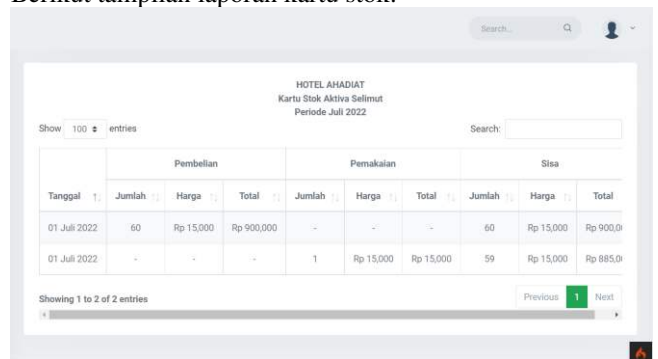 Berikut tampilan laporan kartu stok:
Search...
HOTEL AHADIAT
Kartu Stok Aktiva Selimut
Periode Juli 2022
Show 100 entries Search:
Pembelian Pemakaian Sisa
Tanggal Jumlah Harga Total Jumlah Harga Total Jumlah Harga Total
01 Juli 2022 60 Rp 15,000 Rp 900,000 - - - 60 Rp 15,000 Rp 900,0
01 Juli 2022 - - - 1 Rp 15,000 Rp 15,000 59 Rp 15,000 Rp 885,0
Showing 1 to 2 of 2 entries Previous 1 Next